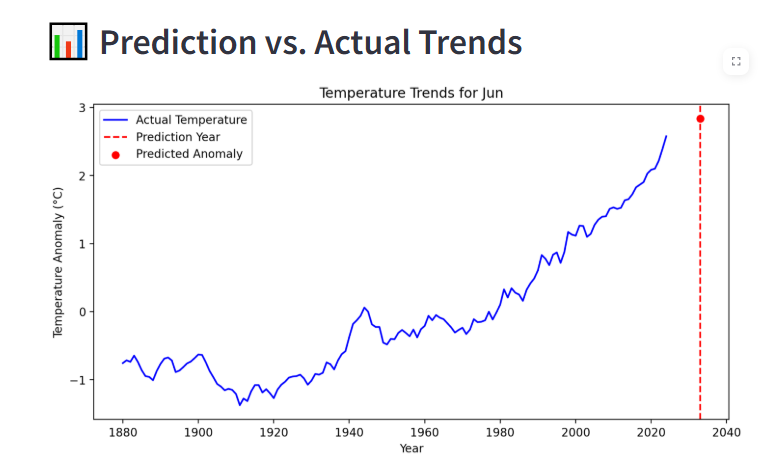 📊 Prediction vs. Actual Trends
Temperature Trends for Jun
Actual Temperature
Prediction Year
Predicted Anomaly
Temperature Anomaly (°C)
3
2
1
0
−1
1880 1900 1920 1940 1960 1980 2000 2020 2040
Year